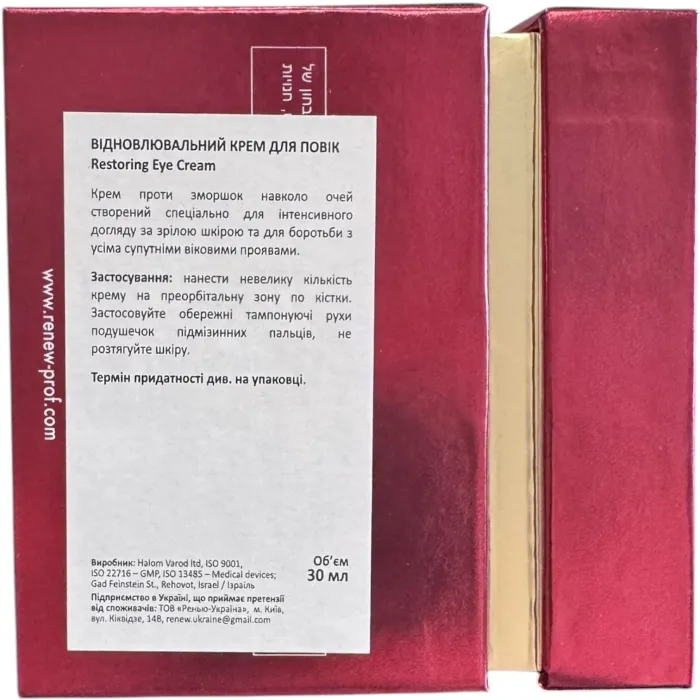 ВІДНОВЛЮВАЛЬНИЙ КРЕМ ДЛЯ ПОВІК
Restoring Eye Cream
Крем проти зморшок навколо очей
створений спеціально для інтенсивного
догляду за зрілою шкірою та для боротьби з
усіма супутніми віковими проявами.
Застосування: нанести невелику кількість
крему на преорбітальну зону по кістки.
Застосовуйте обережні тампонуючі рухи
подушечок підмізинних пальців, не
розтягуйте шкіру.
Термін придатності див. на упаковці.
Виробник: Halom Varod ltd, ISO 9001,
ISO 22716 – GMP, ISO 13485 – Medical devices;
Gad Feinstein St., Rehovot, Israel / Ізраїль
Підприємство в Україні, що приймає претензії
від споживачів: ТОВ «Ренью-Україна», м. Київ,
вул. Кіквідзе, 14В, renew.ukraine@gmail.com
Об'єм
30 мл
www.renew-prof.com